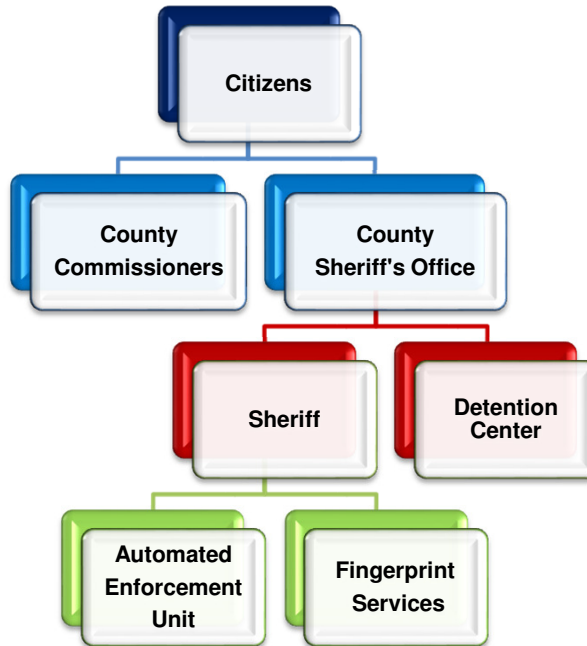 Citizens
County
Commissioners
County
Sheriff's Office
Sheriff
Detention
Center
Automated
Enforcement
Unit
Fingerprint
Services